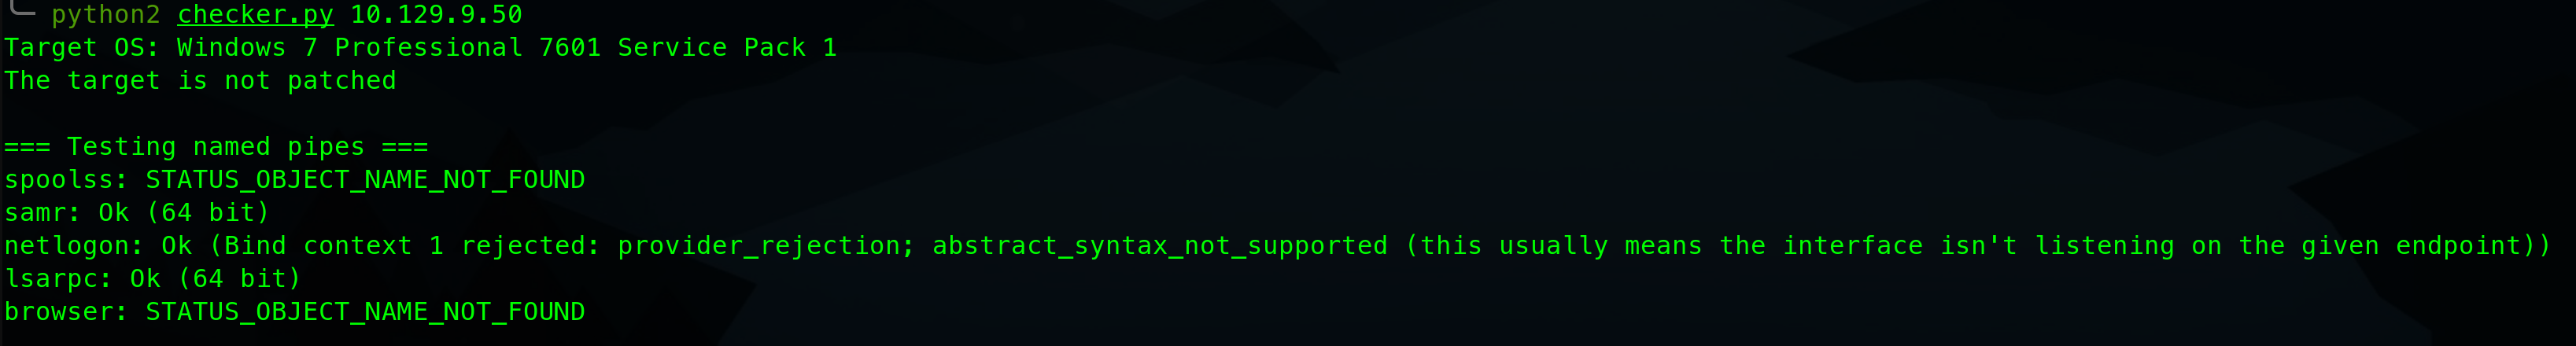 python2 checker.py 10.129.9.50
Target OS: Windows 7 Professional 7601 Service Pack 1
The target is not patched
=== Testing named pipes ===
spoolss: STATUS_OBJECT_NAME_NOT_FOUND
samr: Ok (64 bit)
netlogon: Ok (Bind context 1 rejected: provider_rejection; abstract_syntax_not_supported (this usually means the interface isn't listening on the given endpoint))
lsarpc: Ok (64 bit)
browser: STATUS_OBJECT_NAME_NOT_FOUND